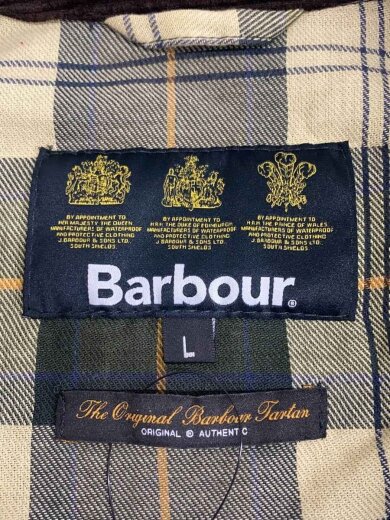 BY APPOINTMENT TO
HER MAJESTY THE QUEEN
MANUFACTURERS OF WATERPROOF
AND PROTECTIVE CLOTHING
J.BARBOUR & SONS LTD.
SOUTH SHIELDS
BY APPOINTMENT TO
H.R.H. THE DUKE OF EDINBURGH
MANUFACTURERS OF WATERPROOF
AND PROTECTIVE CLOTHING
J.BARBOUR & SONS LTD.
SOUTH SHIELDS
BY APPOINTMENT TO
H.R.H. THE PRINCE OF WALES
MANUFACTURERS OF WATERPROOF
AND PROTECTIVE CLOTHING
J.BARBOUR & SONS LTD.
SOUTH SHIELDS
Barbour®
L
The Original Barbour Tartan
ORIGINAL ® AUTHENT C